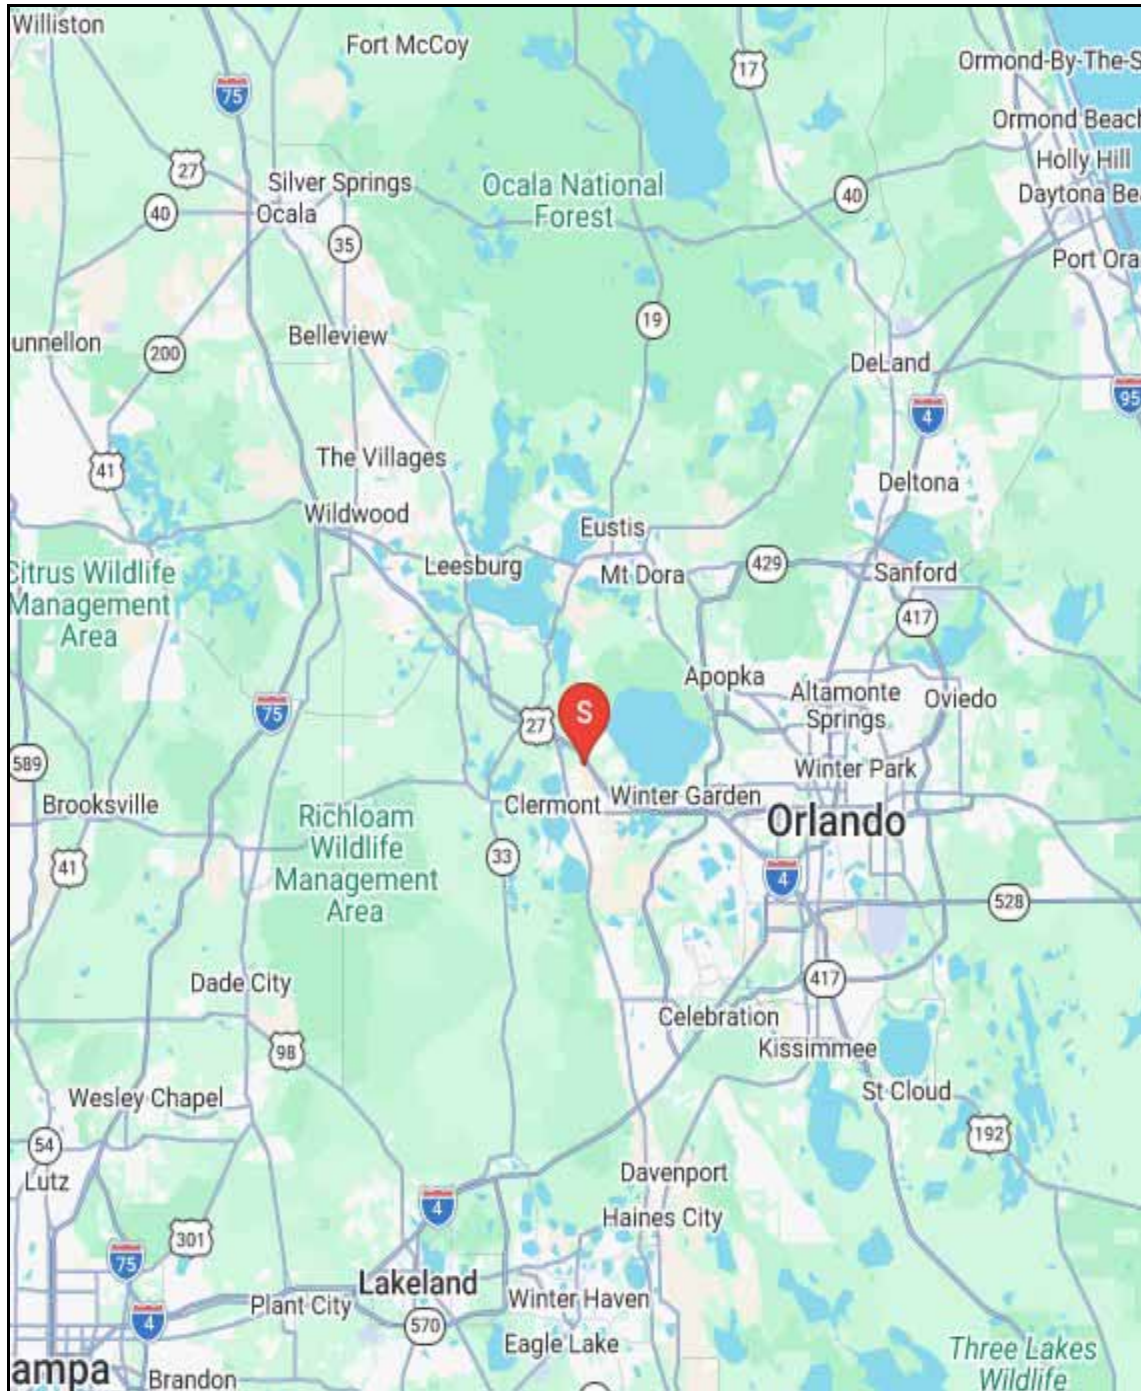 Williston
Fort McCoy
17
Ormond-By-The-S
75
Ormond Beach
Holly Hill
27
Silver Springs
Ocala National
Forest
40
Daytona Bea
40
Ocala
35
Port Ora
19
unnellon
200
Belleview
DeLand
95
4
41
The Villages
Deltona
Wildwood
Eustis
Leesburg
Mt Dora
429
Sanford
Citrus Wildlife
Management
Area
417
Apopka
Altamonte
Springs
Oviedo
75
27
S
589
Winter Park
Brooksville
Clermont
Winter Garden
Richloam
Wildlife
Management
Area
Orlando
41
33
4
528
Dade City
417
Celebration
98
Kissimmee
Wesley Chapel
St Cloud
192
54
Lutz
Davenport
4
Haines City
301
75
Lakeland
Plant City
Winter Haven
4
570
Eagle Lake
Three Lakes
Wildlife
ampa
Brandon